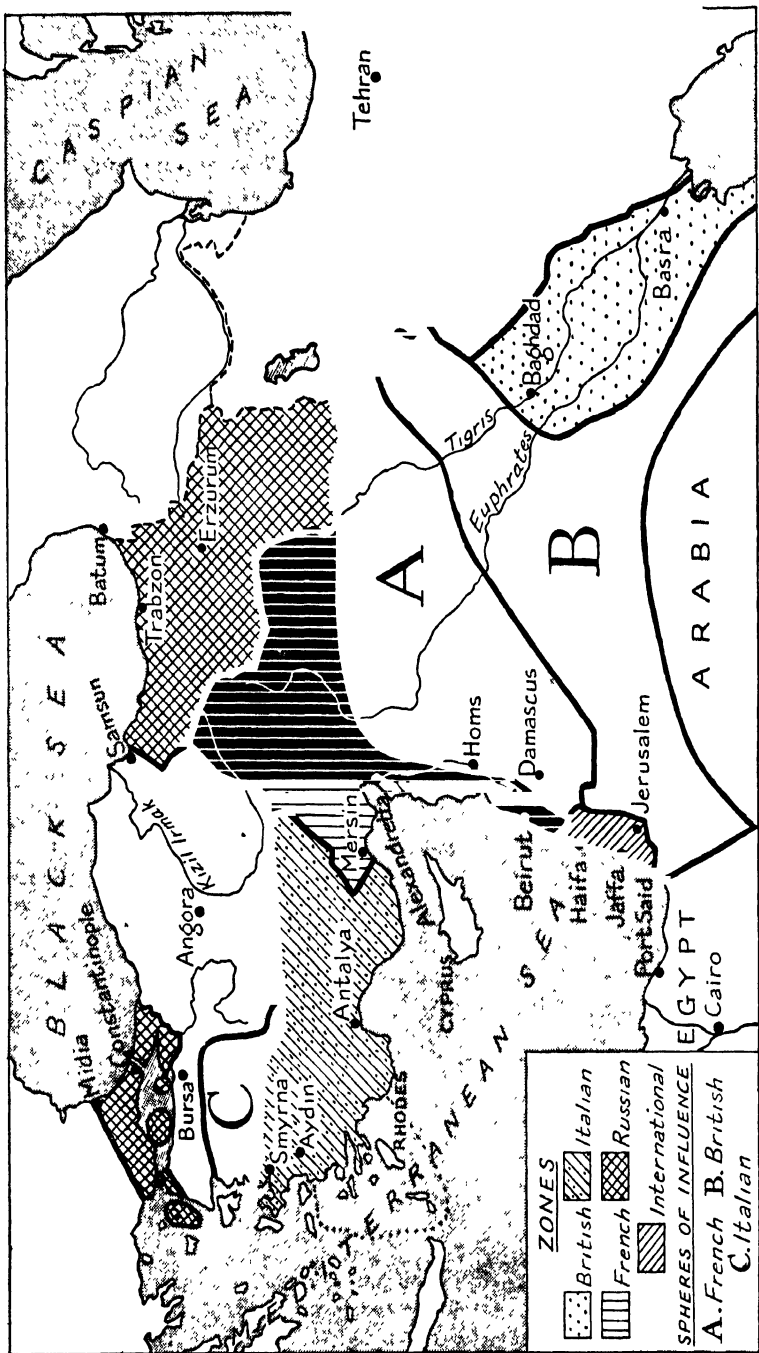 CASPIAN
SEA
Tehran
BLACK SEA
Batum
Trabzon
Erzurum
Samsun
Kizil Irmak
Angora
Midia
Constantinople
Bursa
C
Smyrna
Aydin
Antalya
Mersin
Alexandretta
RHODES
CYPRUS
MEDITERRANEAN
SEA
A
B
Tigris
Euphrates
Baghdad
Basra
Homs
Damascus
Beirut
Haifa
Jaffa
Jerusalem
Port Said
EGYPT
Cairo
ARABIA
ZONES
British Italian
French Russian
International
SPHERES OF INFLUENCE
A. French B. British
C. Italian